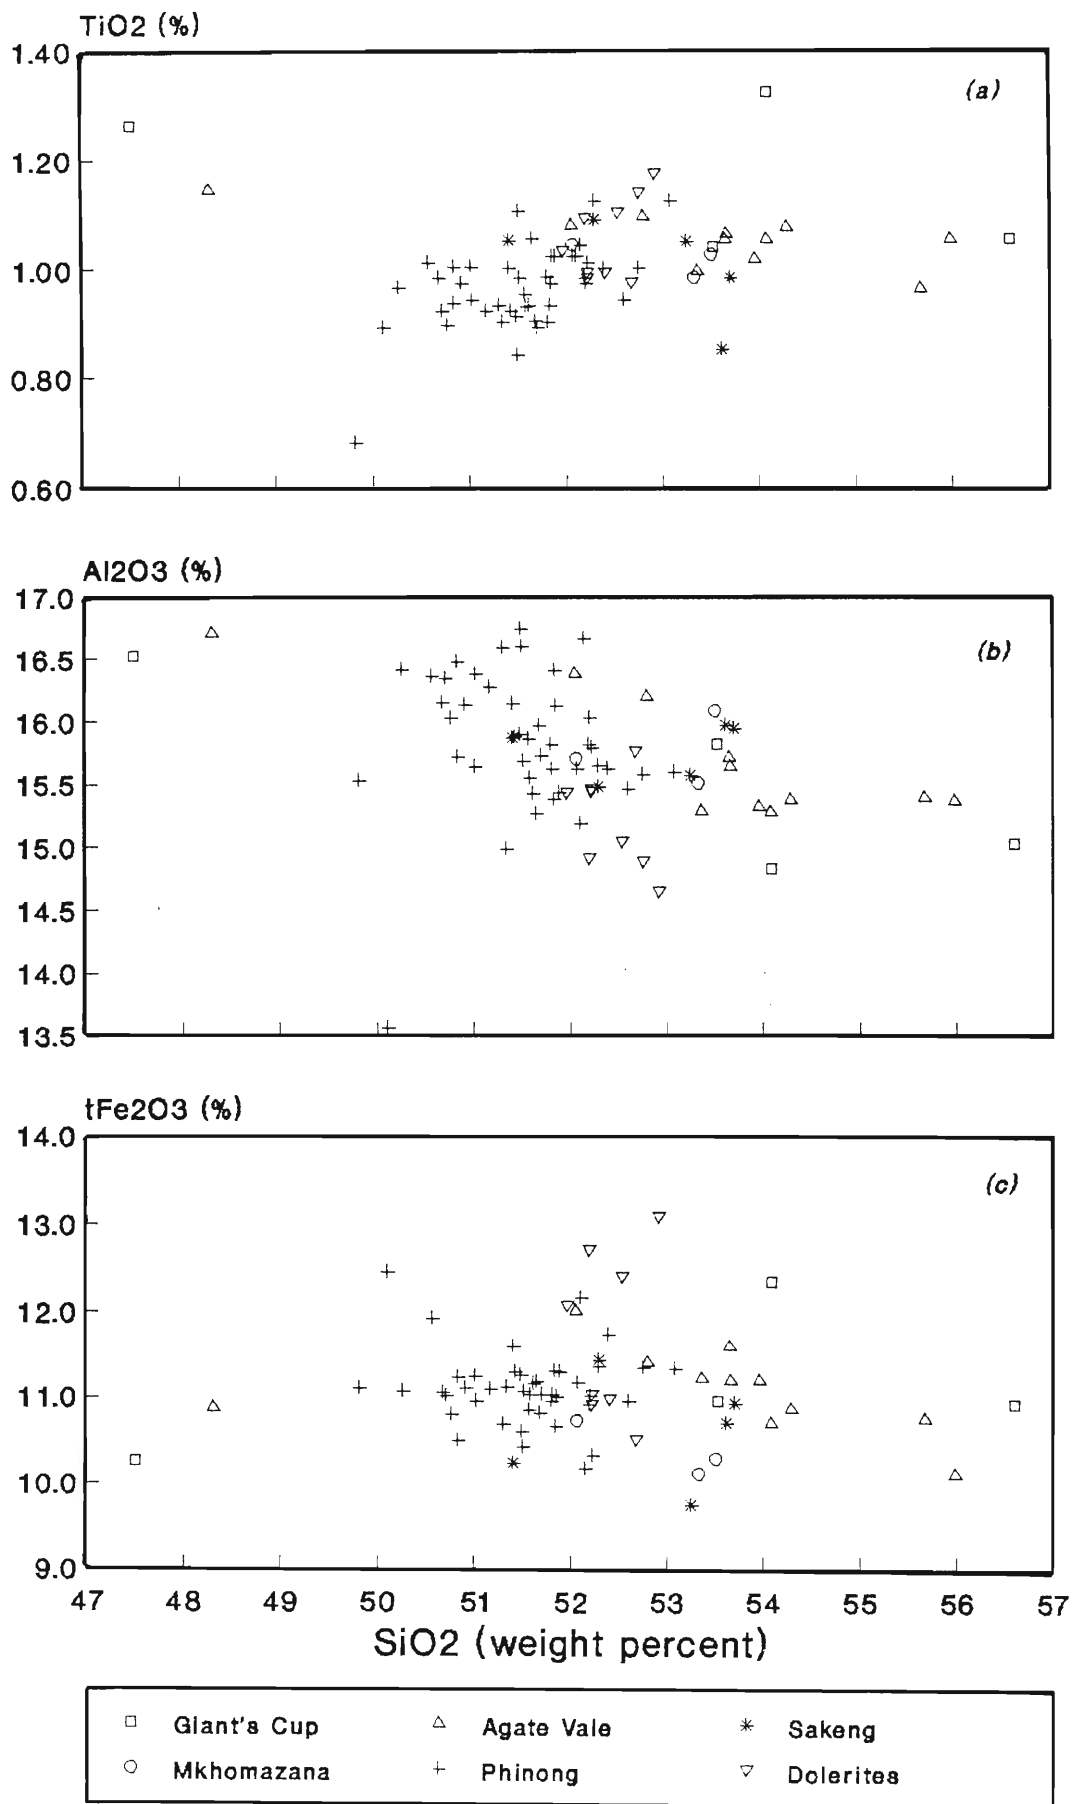 TiO2 (%)
1.40
(a)
1.20
1.00
0.80
0.60
Al2O3 (%)
17.0
(b)
16.5
16.0
15.5
15.0
14.5
14.0
13.5
tFe2O3 (%)
14.0
(c)
13.0
12.0
11.0
10.0
9.0
47 48 49 50 51 52 53 54 55 56 57
SiO2 (weight percent)
Giant's Cup Agate Vale Sakeng
Mkhomazana Phinong Dolerites